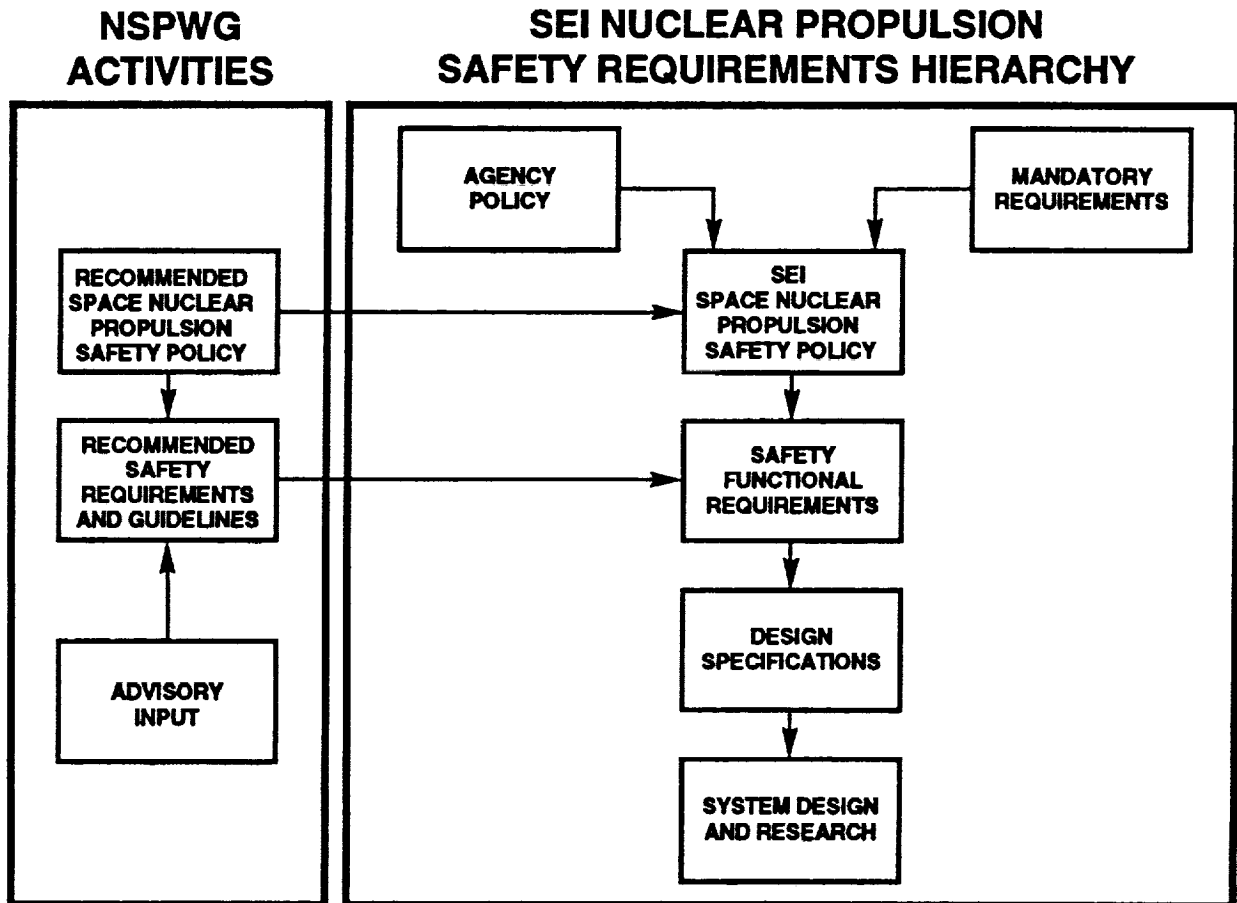 NSPWG
ACTIVITIES
SEI NUCLEAR PROPULSION
SAFETY REQUIREMENTS HIERARCHY
AGENCY
POLICY
MANDATORY
REQUIREMENTS
RECOMMENDED
SPACE NUCLEAR
PROPULSION
SAFETY POLICY
SEI
SPACE NUCLEAR
PROPULSION
SAFETY POLICY
RECOMMENDED
SAFETY
REQUIREMENTS
AND GUIDELINES
SAFETY
FUNCTIONAL
REQUIREMENTS
ADVISORY
INPUT
DESIGN
SPECIFICATIONS
SYSTEM DESIGN
AND RESEARCH